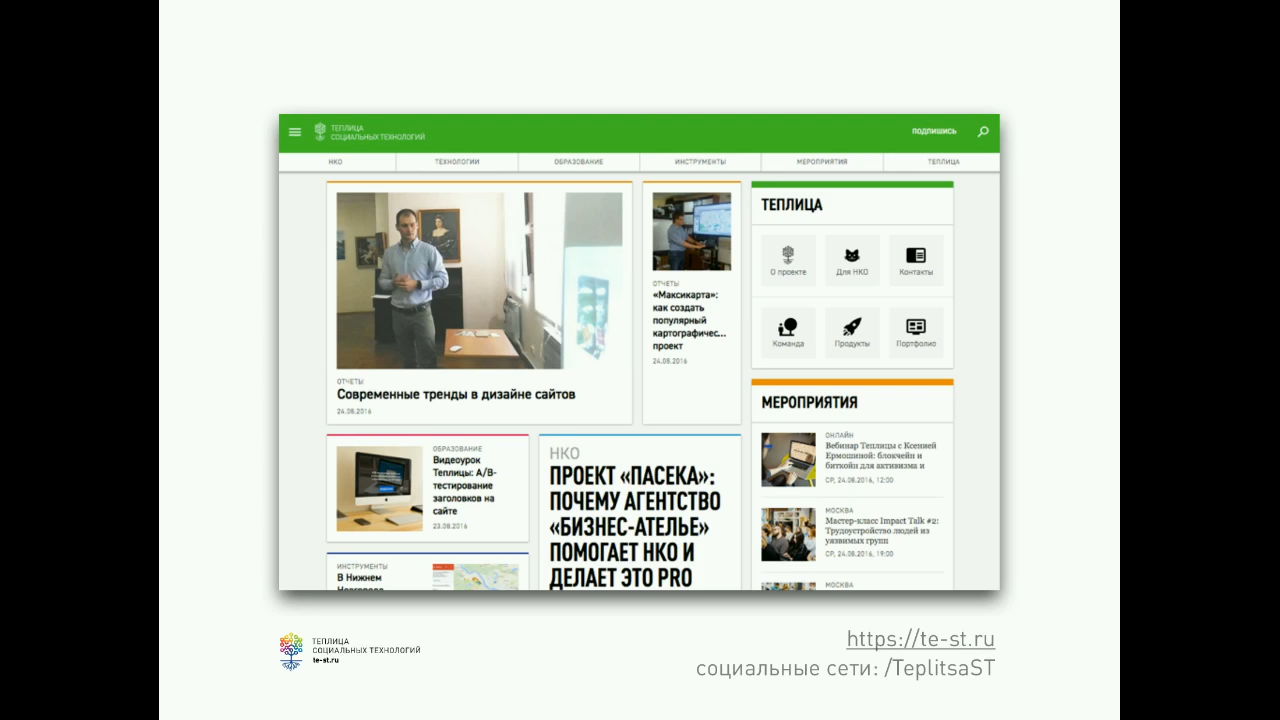 ТЕПЛИЦА
СОЦИАЛЬНЫХ ТЕХНОЛОГИЙ
ПОДПИШИСЬ
НКО
ТЕХНОЛОГИИ
ОБРАЗОВАНИЕ
ИНСТРУМЕНТЫ
МЕРОПРИЯТИЯ
ТЕПЛИЦА
ОТЧЕТЫ
Современные тренды в дизайне сайтов
24.08.2016
ОТЧЕТЫ
«Максикарта»:
как создать
популярный
картографичес...
проект
24.08.2016
ТЕПЛИЦА
О проекте
Для НКО
Контакты
Команда
Продукты
Портфолио
ОБРАЗОВАНИЕ
Видеоурок
Теплицы: A/B-
тестирование
заголовков на
сайте
23.08.2016
НКО
ПРОЕКТ «ПАСЕКА»:
ПОЧЕМУ АГЕНТСТВО
«БИЗНЕС-АТЕЛЬЕ»
ПОМОГАЕТ НКО И
ДЕЛАЕТ ЭТО PRO
МЕРОПРИЯТИЯ
ОНЛАЙН
Вебинар Теплицы с Ксенией
Ермошиной: блокчейн и
биткойн для активизма и
СР, 24.08.2016, 12:00
МОСКВА
Мастер-класс Impact Talk #2:
Трудоустройство людей из
уязвимых групп
СР, 24.08.2016, 19:00
МОСКВА
ИНСТРУМЕНТЫ
В Нижнем
Новгороде
ТЕПЛИЦА
СОЦИАЛЬНЫХ ТЕХНОЛОГИЙ
te-st.ru
https://te-st.ru
социальные сети: /TeplitsaST